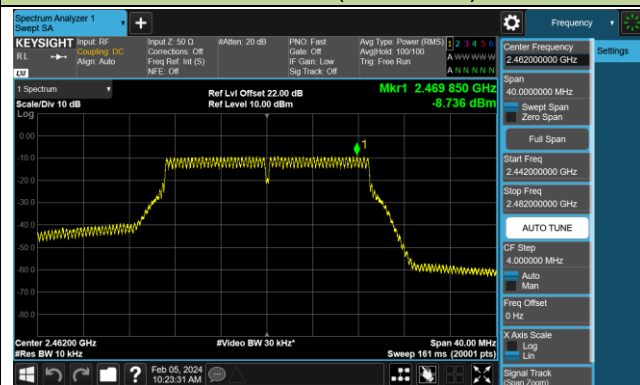 Spectrum Analyzer 1
Swept SA
Frequency
KEYSIGHT
Input: RF
Coupling: DC
Align: Auto
Input Z: 50 Ω
Corrections: Off
Freq Ref: Int (S)
NFE: Off
#Atten: 20 dB
PNO: Fast
Gate: Off
IF Gain: Low
Sig Track: Off
Avg Type: Power (RMS)
Avg|Hold: 100/100
Trig: Free Run
1 2 3 4 5 6
A W W W W W
A N N N N N
RL
LXI
1 Spectrum
Scale/Div 10 dB
Log
Ref Lvl Offset 22.00 dB
Ref Level 10.00 dBm
Mkr1 2.469 850 GHz
-8.736 dBm
1
0.00
-10.0
-20.0
-30.0
-40.0
-50.0
-60.0
-70.0
-80.0
Center 2.46200 GHz
#Res BW 10 kHz
#Video BW 30 kHz*
Span 40.00 MHz
Sweep 161 ms (20001 pts)
Center Frequency
2.462000000 GHz
Settings
Span
40.0000000 MHz
Swept Span
Zero Span
Full Span
Start Freq
2.442000000 GHz
Stop Freq
2.482000000 GHz
AUTO TUNE
CF Step
4.000000 MHz
Auto
Man
Freq Offset
0 Hz
X Axis Scale
Log
Lin
Signal Track
(Span Zoom)
Feb 05, 2024
10:23:31 AM